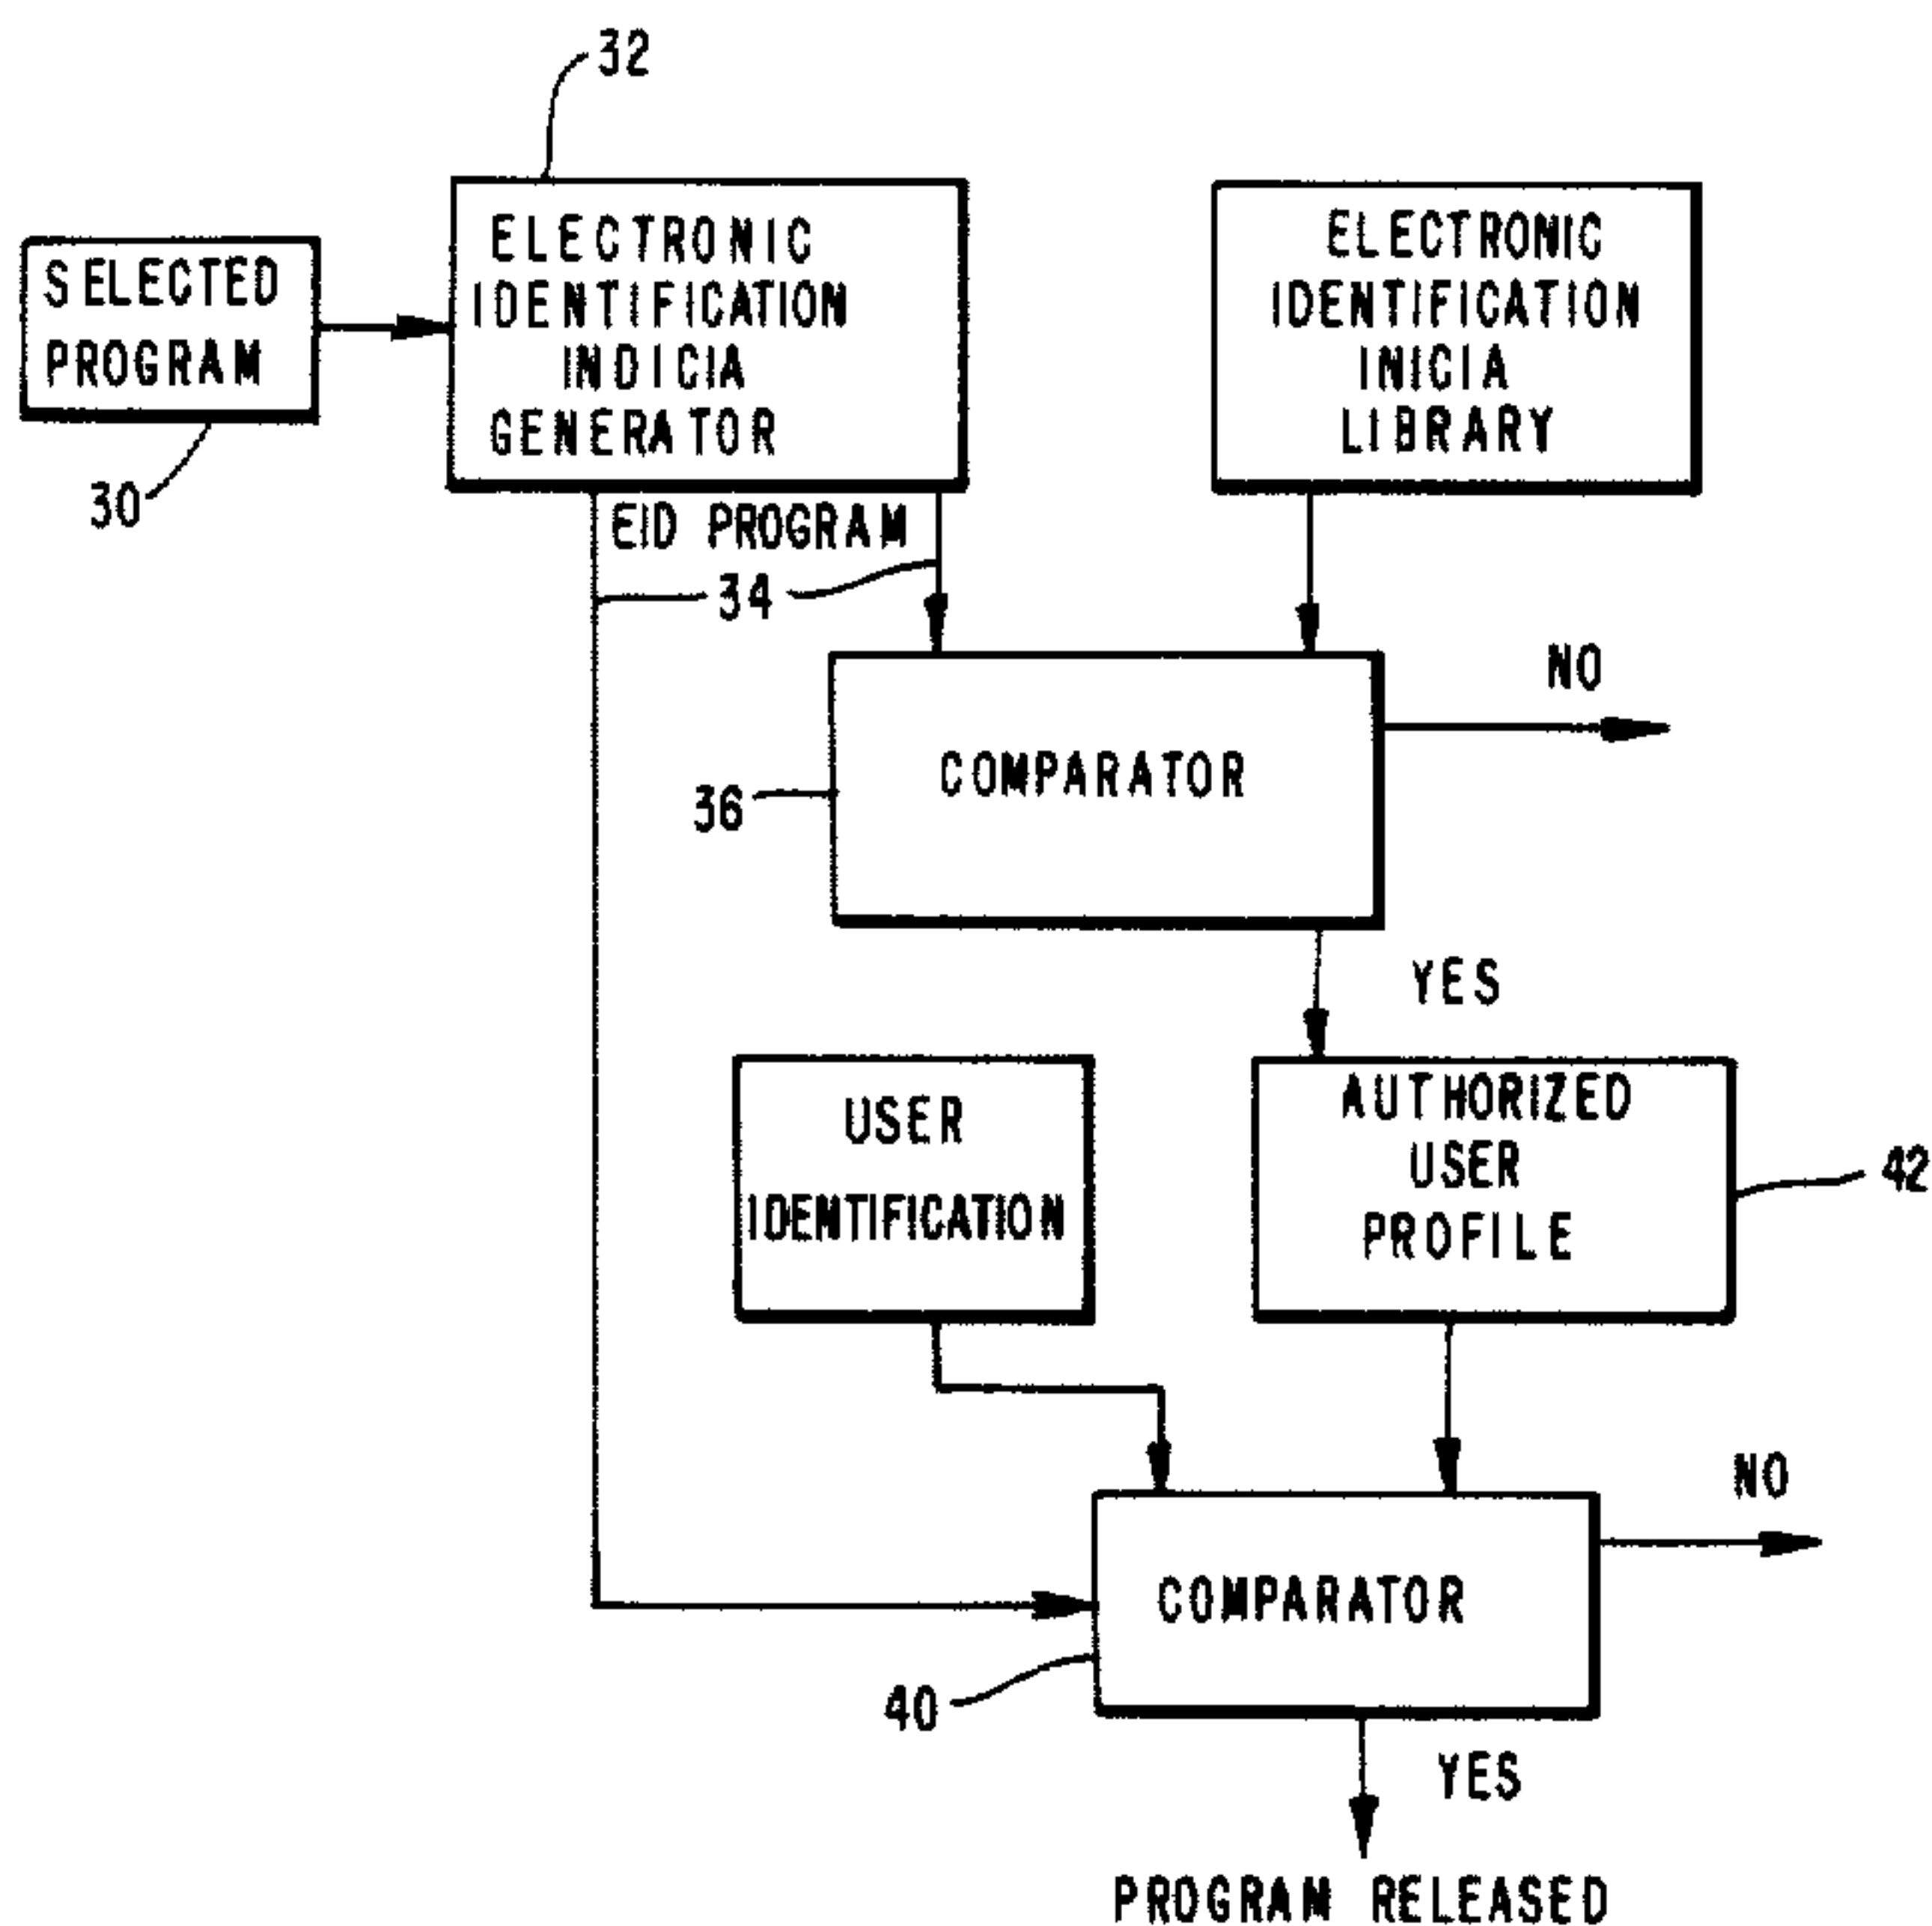 32
SELECTED
PROGRAM
30
ELECTRONIC
IDENTIFICATION
INDICIA
GENERATOR
ELECTRONIC
IDENTIFICATION
INICIA
LIBRARY
EID PROGRAM
34
NO
COMPARATOR
36
YES
USER
IDENTIFICATION
AUTHORIZED
USER
PROFILE
42
NO
COMPARATOR
40
YES
PROGRAM RELEASED